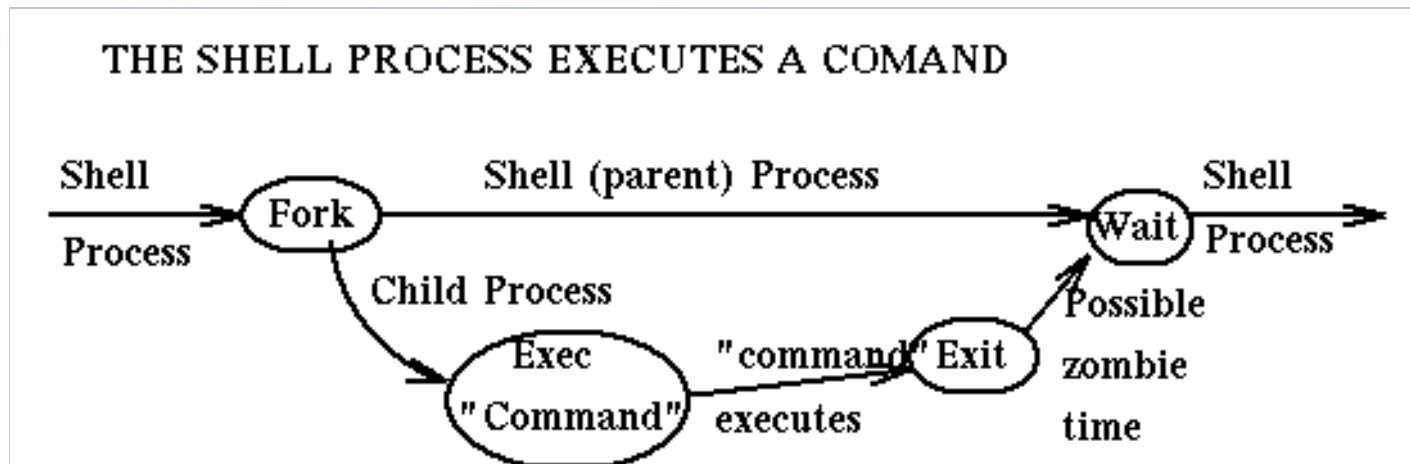 THE SHELL PROCESS EXECUTES A COMAND
Shell
Process
Fork
Shell (parent) Process
Wait
Shell
Process
Child Process
Exec
"Command"
"command"
executes
Exit
Possible
zombie
time